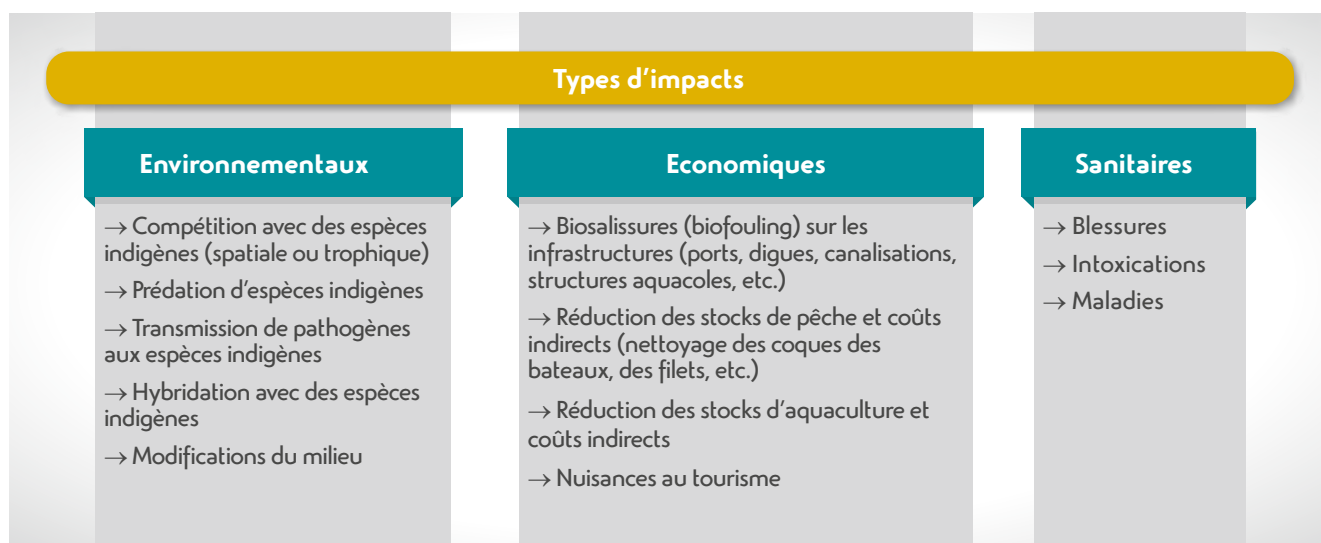 Types d'impacts
Environnementaux
→ Compétition avec des espèces
indigènes (spatiale ou trophique)
→ Prédation d'espèces indigènes
→ Transmission de pathogènes
aux espèces indigènes
→ Hybridation avec des espèces
indigènes
→ Modifications du milieu
Economiques
→ Biosalissures (biofouling) sur les
infrastructures (ports, digues, canalisations,
structures aquacoles, etc.)
→ Réduction des stocks de pêche et coûts
indirects (nettoyage des coques des
bateaux, des filets, etc.)
→ Réduction des stocks d'aquaculture et
coûts indirects
→ Nuisances au tourisme
Sanitaires
→ Blessures
→ Intoxications
→ Maladies